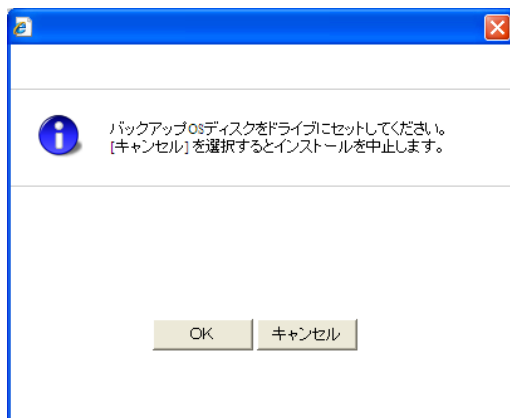 バックアップOSディスクをドライブにセットしてください。
[キャンセル]を選択するとインストールを中止します。
OK
キャンセル